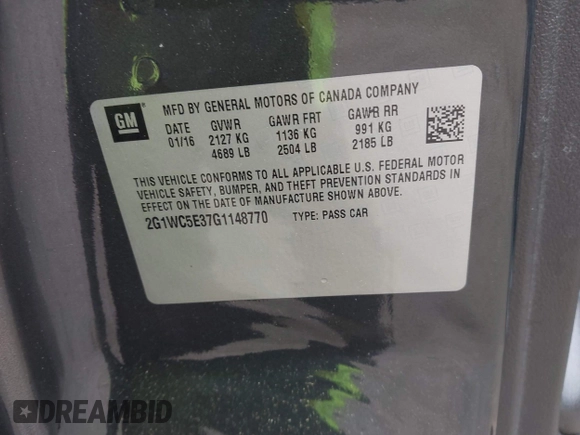 GM
MFD BY GENERAL MOTORS OF CANADA COMPANY
DATE GVWR GAWR FRT GAWR RR
01/16 2127 KG 1136 KG 991 KG
4689 LB 2504 LB 2185 LB
THIS VEHICLE CONFORMS TO ALL APPLICABLE U.S. FEDERAL MOTOR
VEHICLE SAFETY, BUMPER, AND THEFT PREVENTION STANDARDS IN
EFFECT ON THE DATE OF MANUFACTURE SHOWN ABOVE.
2G1WC5E37G1148770 TYPE: PASS CAR
DREAMBID